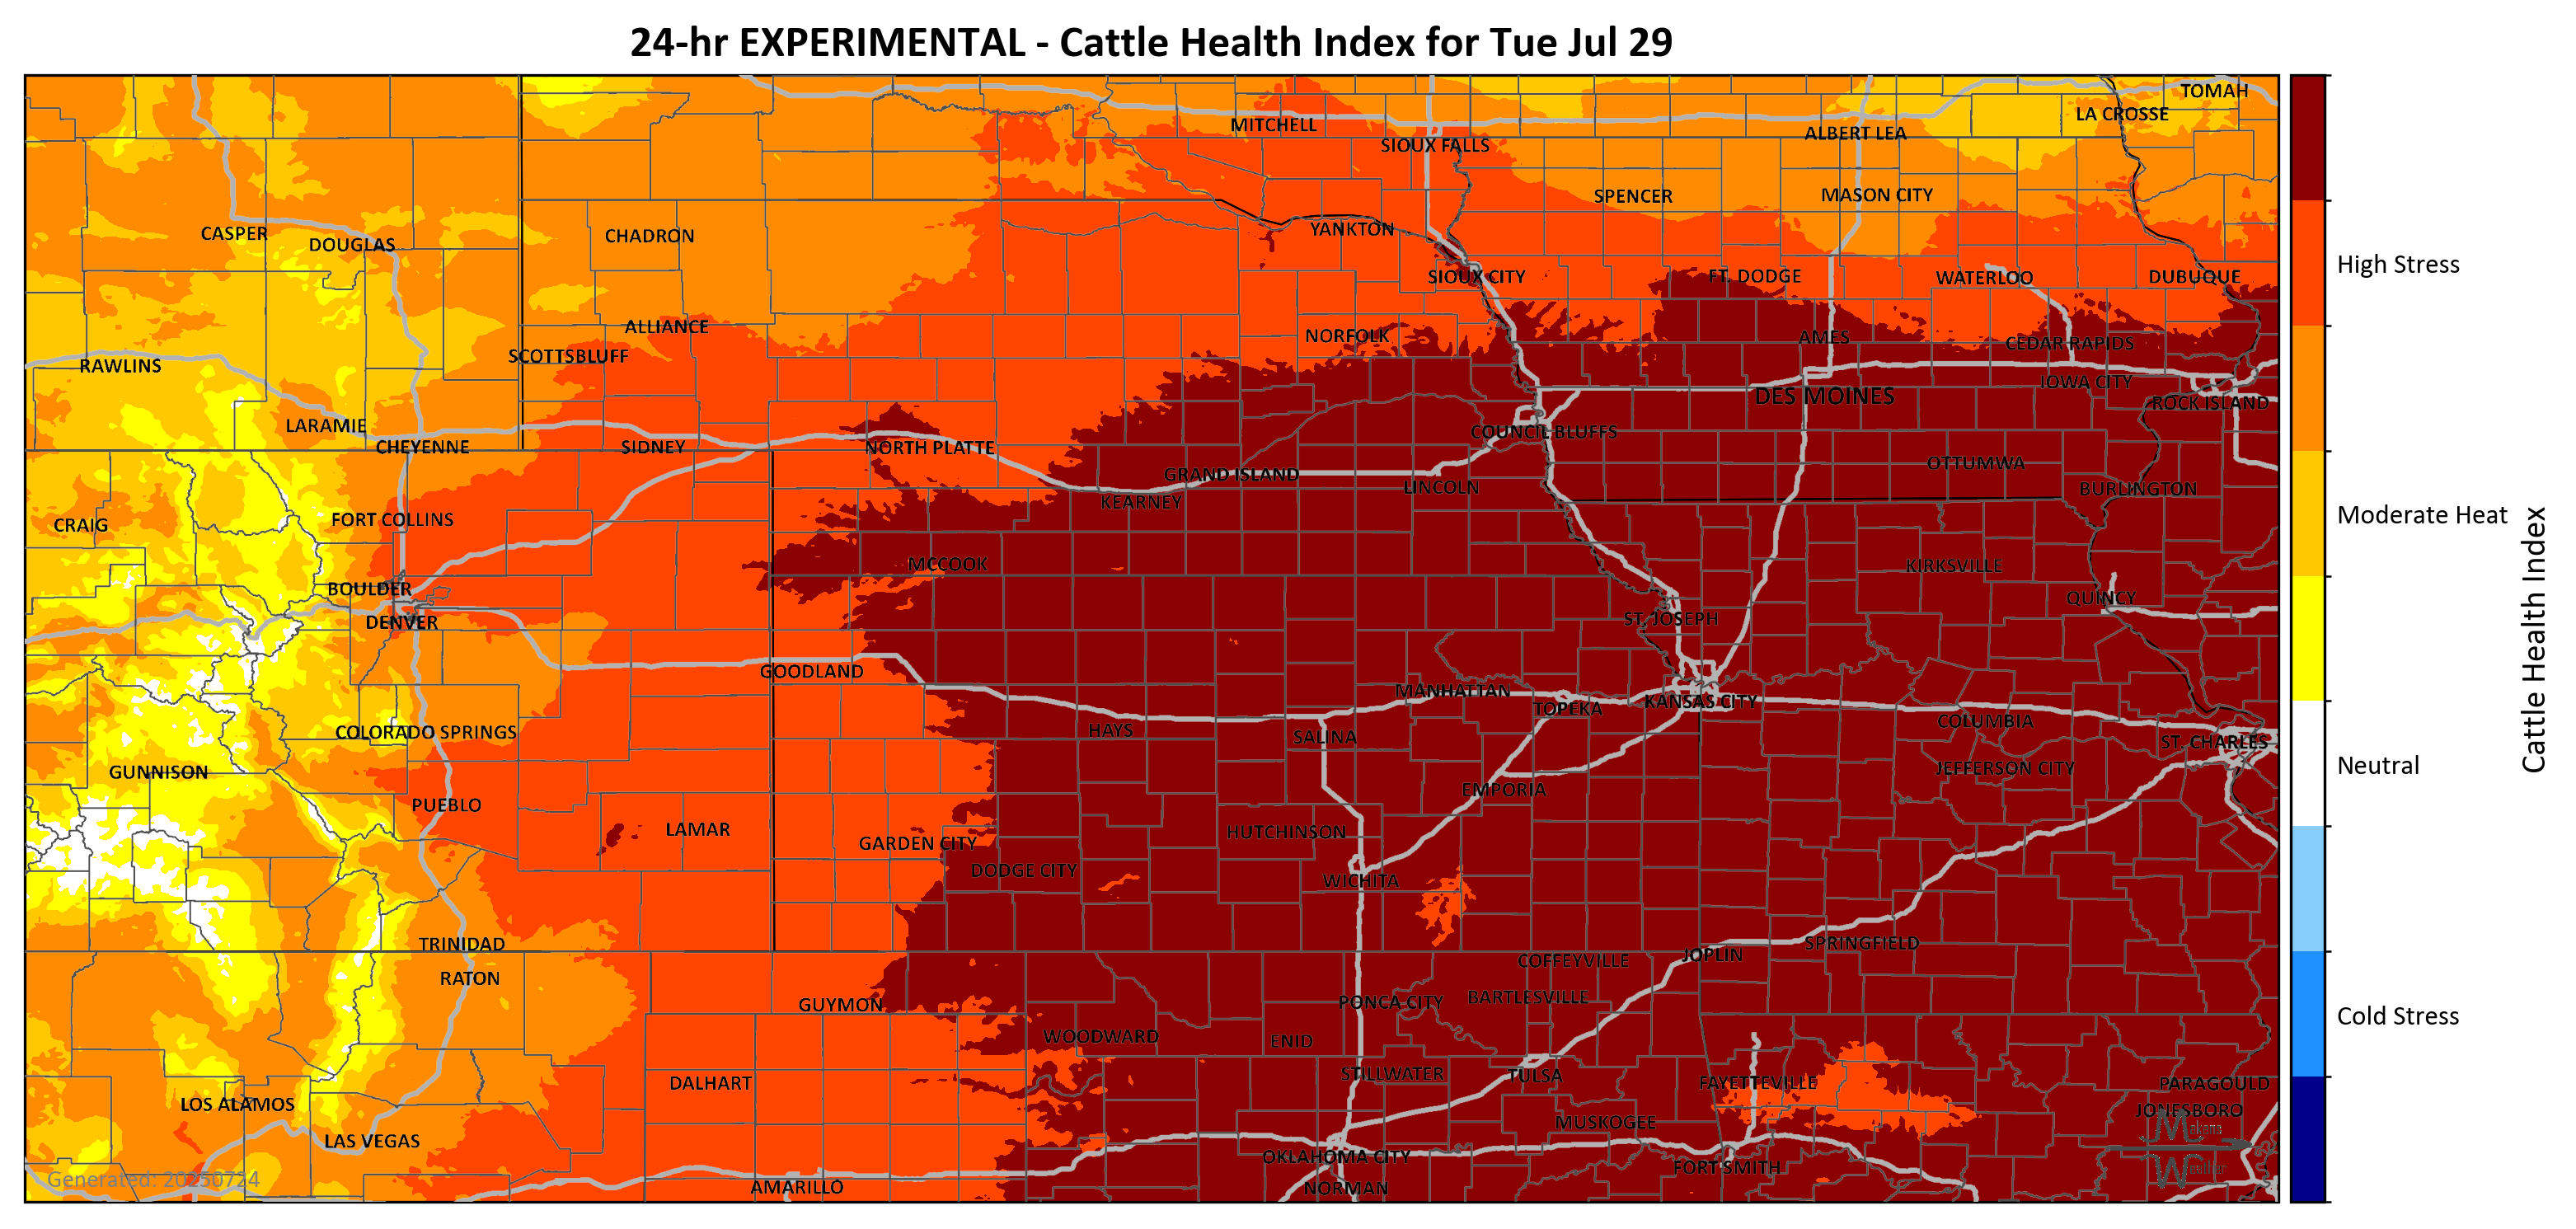 24-hr EXPERIMENTAL - Cattle Health Index for Tue Jul 29
TOMAH
LA CROSSE
MITCHELL
ALBERT LEA
SIOUX FALLS
SPENCER
MASON CITY
CASPER
DOUGLAS
CHADRON
YANKTON
SIOUX CITY
FT. DODGE
WATERLOO
DUBUQUE
High Stress
ALLIANCE
NORFOLK
AMES
CEDAR RAPIDS
SCOTTSBLUFF
RAWLINS
IOWA CITY
DES MOINES
ROCK ISLAND
LARAMIE
COUNCIL BLUFFS
CHEYENNE
SIDNEY
NORTH PLATTE
OTTUMWA
GRAND ISLAND
LINCOLN
BURLINGTON
KEARNEY
CRAIG
FORT COLLINS
Moderate Heat
MCCOOK
KIRKSVILLE
BOULDER
QUINCY
DENVER
ST. JOSEPH
Cattle Health Index
GOODLAND
MANHATTAN
KANSAS CITY
TOPEKA
COLUMBIA
COLORADO SPRINGS
HAYS
SALINA
ST. CHARLES
GUNNISON
JEFFERSON CITY
Neutral
EMPORIA
PUEBLO
LAMAR
HUTCHINSON
GARDEN CITY
DODGE CITY
WICHITA
TRINIDAD
SPRINGFIELD
JOPLIN
COFFEYVILLE
RATON
BARTLESVILLE
PONCA CITY
GUYMON
Cold Stress
WOODWARD
ENID
STILLWATER
TULSA
DALHART
FAYETTEVILLE
PARAGOULD
LOS ALAMOS
JONESBORO
MUSKOGEE
Makens
LAS VEGAS
OKLAHOMA CITY
FORT SMITH
Weather
Generated: 20250724
AMARILLO
NORMAN